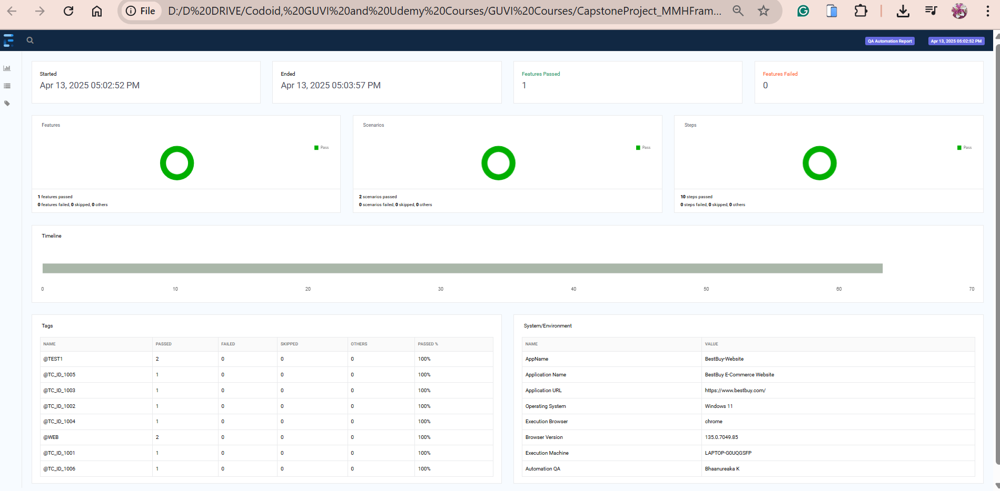 File D:/D%20DRIVE/Codoid,%20GUVI%20and%20Udemy%20Courses/GUVI%20Courses/CapstoneProject_MMHFram...
QA Automation Report Apr 13, 2025 05:02:52 PM
Started
Apr 13, 2025 05:02:52 PM
Ended
Apr 13, 2025 05:03:57 PM
Features Passed
1
Features Failed
0
Features
Pass
1 features passed
0 features failed, 0 skipped, 0 others
Scenarios
Pass
2 scenarios passed
0 scenarios failed, 0 skipped, 0 others
Steps
Pass
10 steps passed
0 steps failed, 0 skipped, 0 others
Timeline
0 10 20 30 40 50 60 70
Tags
NAME PASSED FAILED SKIPPED OTHERS PASSED %
@TEST1 2 0 0 0 100%
@TC_ID_1005 1 0 0 0 100%
@TC_ID_1003 1 0 0 0 100%
@TC_ID_1002 1 0 0 0 100%
@TC_ID_1004 1 0 0 0 100%
@WEB 2 0 0 0 100%
@TC_ID_1001 1 0 0 0 100%
@TC_ID_1006 1 0 0 0 100%
System/Environment
NAME VALUE
AppName BestBuy-Website
Application Name BestBuy E-Commerce Website
Application URL https://www.bestbuy.com/
Operating System Windows 11
Execution Browser chrome
Browser Version 135.0.7049.85
Execution Machine LAPTOP-G0UQGSFP
Automation QA Bhaanureaka K